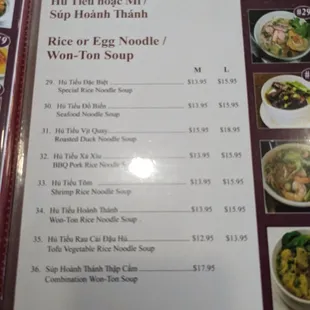 Hủ Tiếu hoặc Mì /
Súp Hoành Thánh
Rice or Egg Noodle /
Won-Ton Soup
M L
29. Hủ Tiếu Đặc Biệt $13.95 $15.95
Special Rice Noodle Soup
30. Hủ Tiếu Đồ Biển $13.95 $15.95
Seafood Noodle Soup
31. Hủ Tiếu Vịt Quay $15.95 $18.95
Roasted Duck Noodle Soup
32. Hủ Tiếu Xá Xíu $13.95 $15.95
BBQ Pork Rice Noodle
33. Hủ Tiếu Tôm $13.95 $15.95
Shrimp Rice Noodle Soup
34. Hủ Tiếu Hoành Thánh $13.95 $15.95
Won-Ton Rice Noodle Soup
35. Hủ Tiếu Rau Cải Đậu Hủ $12.95 $13.95
Tofu Vegetable Rice Noodle Soup
36. Súp Hoành Thánh Thập Cẩm $17.95
Combination Won-Ton Soup